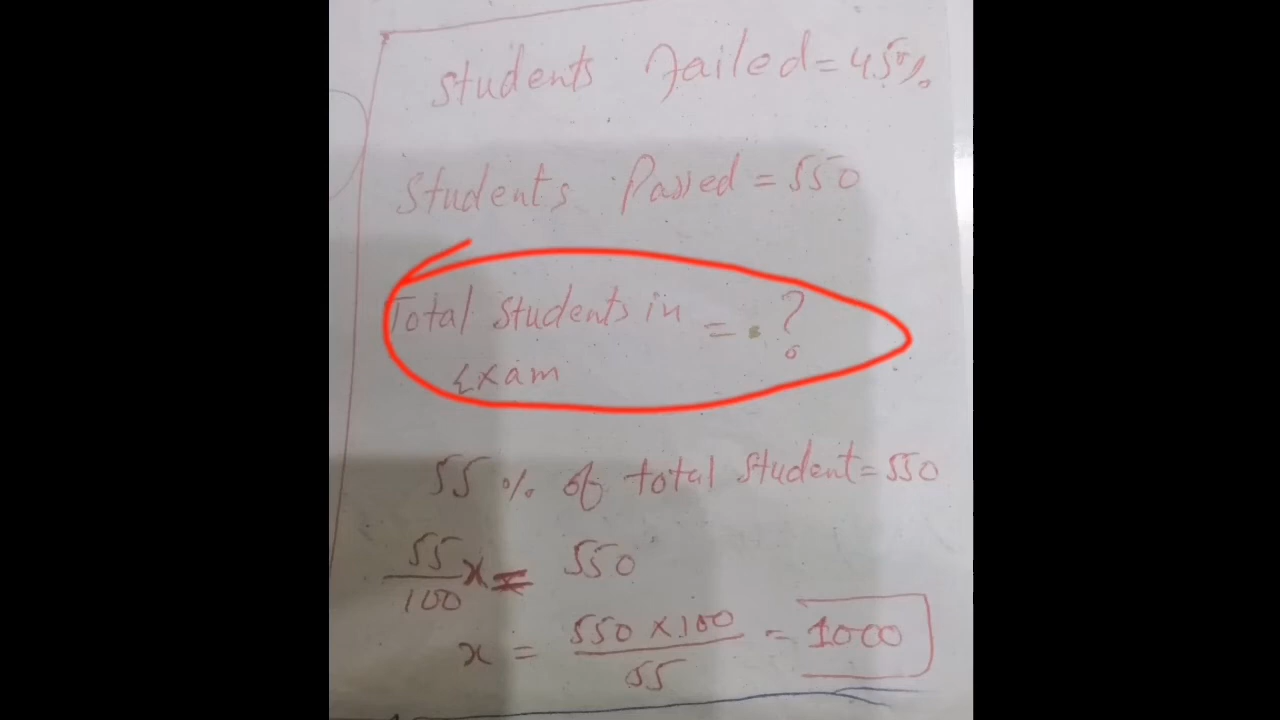 Students Failed = 45%
Students Passed = 550
Total Students in = ?
Exam
55 % of total Student = 550
55/100 x = 550
x = 550 × 100 / 55 = 1000